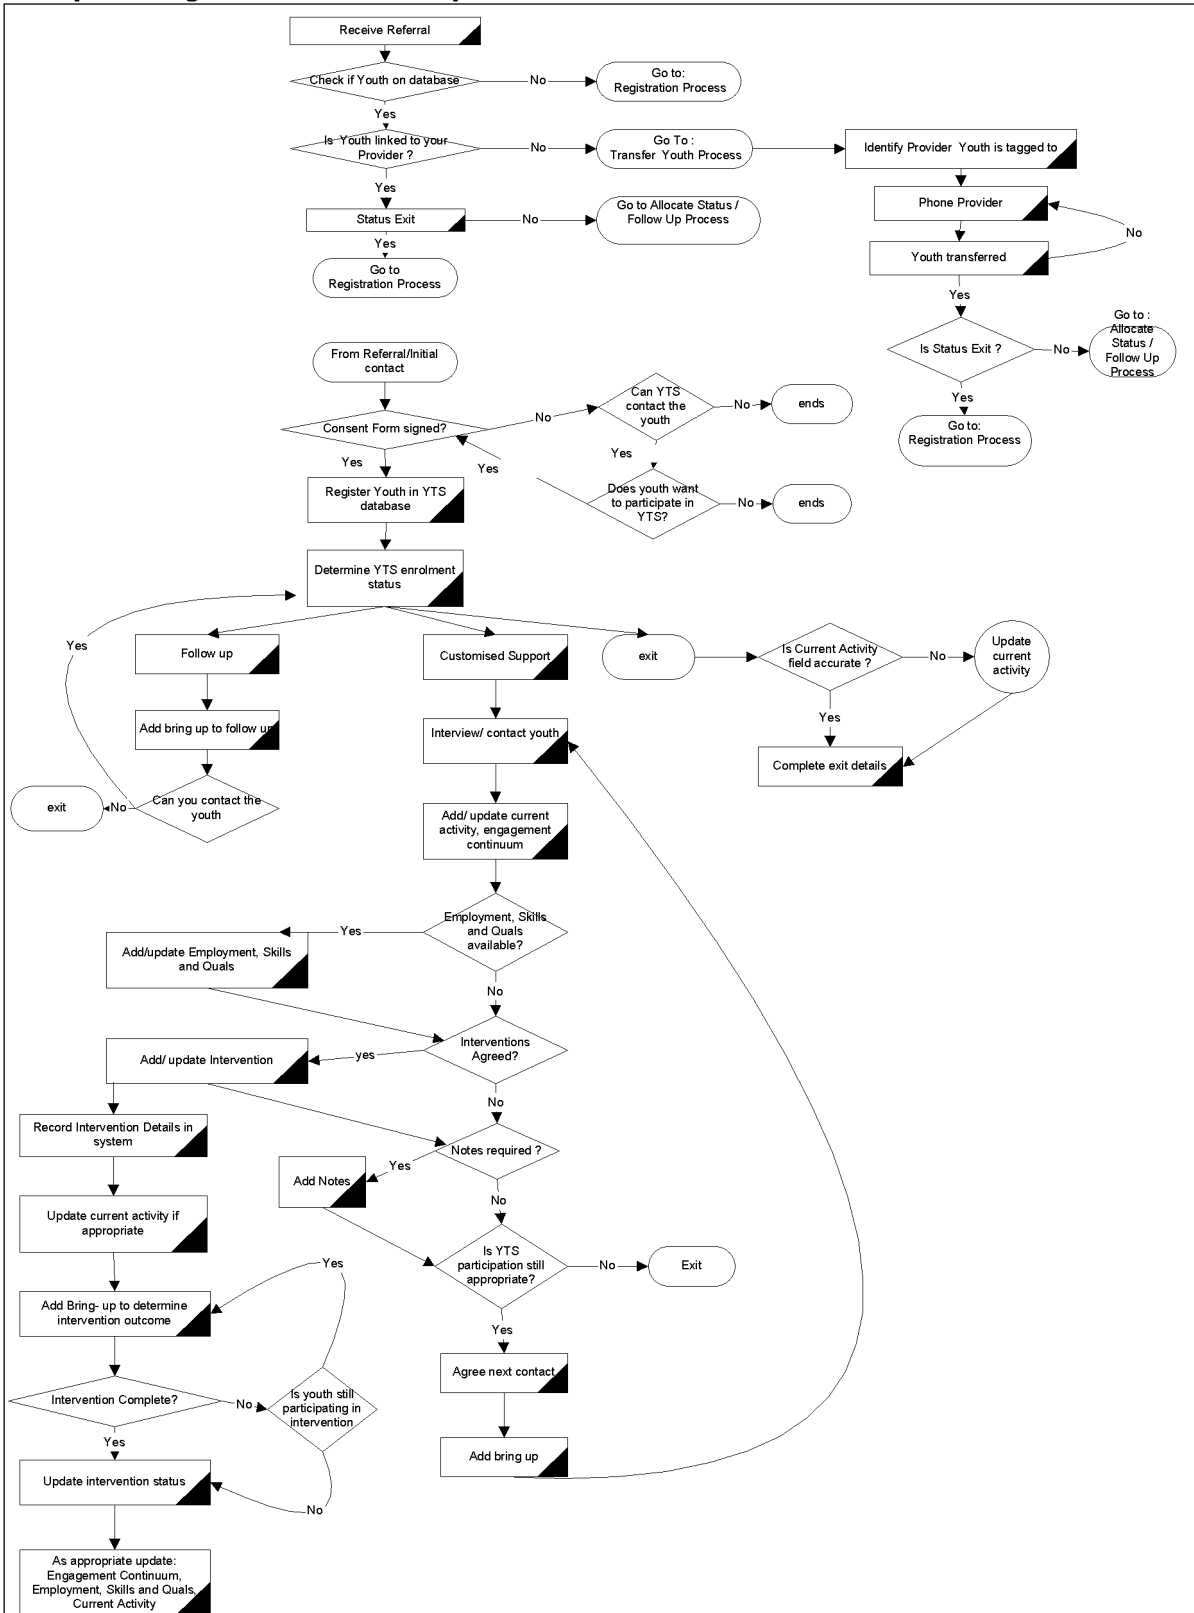 Receive Referral
Check if Youth on database
No
Go to:
Registration Process
Yes
Is Youth linked to your
Provider ?
No
Go To :
Transfer Youth Process
Identify Provider Youth is tagged to
Yes
Phone Provider
Status Exit
No
Go to Allocate Status /
Follow Up Process
No
Yes
Youth transferred
Go to
Registration Process
Yes
Is Status Exit ?
No
Go to :
Allocate
Status /
Follow Up
Process
Yes
Go to:
Registration Process
From Referral/Initial
contact
Consent Form signed?
No
Can YTS
contact the
youth
No
ends
Yes
Yes
Yes
Does youth want
to participate in
YTS?
No
ends
Register Youth in YTS
database
Determine YTS enrolment
status
Yes
Follow up
Customised Support
exit
Is Current Activity
field accurate ?
No
Update
current
activity
Yes
Complete exit details
Add bring up to follow up
Interview/ contact youth
Can you contact the
youth
No
exit
Add/ update current
activity, engagement
continuum
Employment, Skills
and Quals
available?
Yes
Add/update Employment, Skills
and Quals
No
Interventions
Agreed?
yes
Add/ update Intervention
No
Record Intervention Details in
system
Notes required ?
Yes
Add Notes
No
Update current activity if
appropriate
Is YTS
participation still
appropriate?
No
Exit
Yes
Yes
Add Bring- up to determine
intervention outcome
Agree next contact
Intervention Complete?
No
Is youth still
participating in
intervention
Yes
Add bring up
Update intervention status
No
As appropriate update:
Engagement Continuum,
Employment, Skills and Quals,
Current Activity